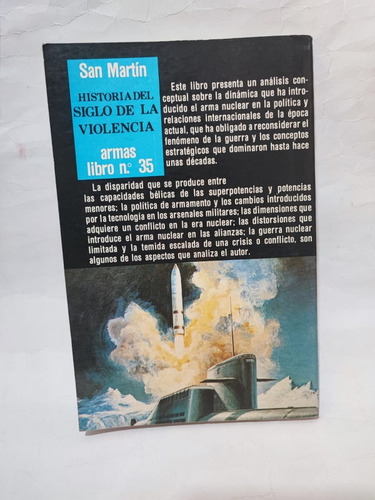 San Martín
HISTORIA DEL
SIGLO DE LA
VIOLENCIA
armas
libro n.º 35
Este libro presenta un análisis con-
ceptual sobre la dinámica que ha intro-
ducido el arma nuclear en la política y
relaciones internacionales de la época
actual, que ha obligado a reconsiderar el
fenómeno de la guerra y los conceptos
estratégicos que dominaron hasta hace
unas décadas.
La disparidad que se produce entre
las capacidades bélicas de las superpotencias y potencias
menores; la política de armamento y los cambios introducidos
por la tecnología en los arsenales militares; las dimensiones que
adquiere un conflicto en la era nuclear; las distorsiones que
introduce el arma nuclear en las alianzas; la guerra nuclear
limitada y la temida escalada de una crisis o conflicto, son
algunos de los aspectos que analiza el autor.